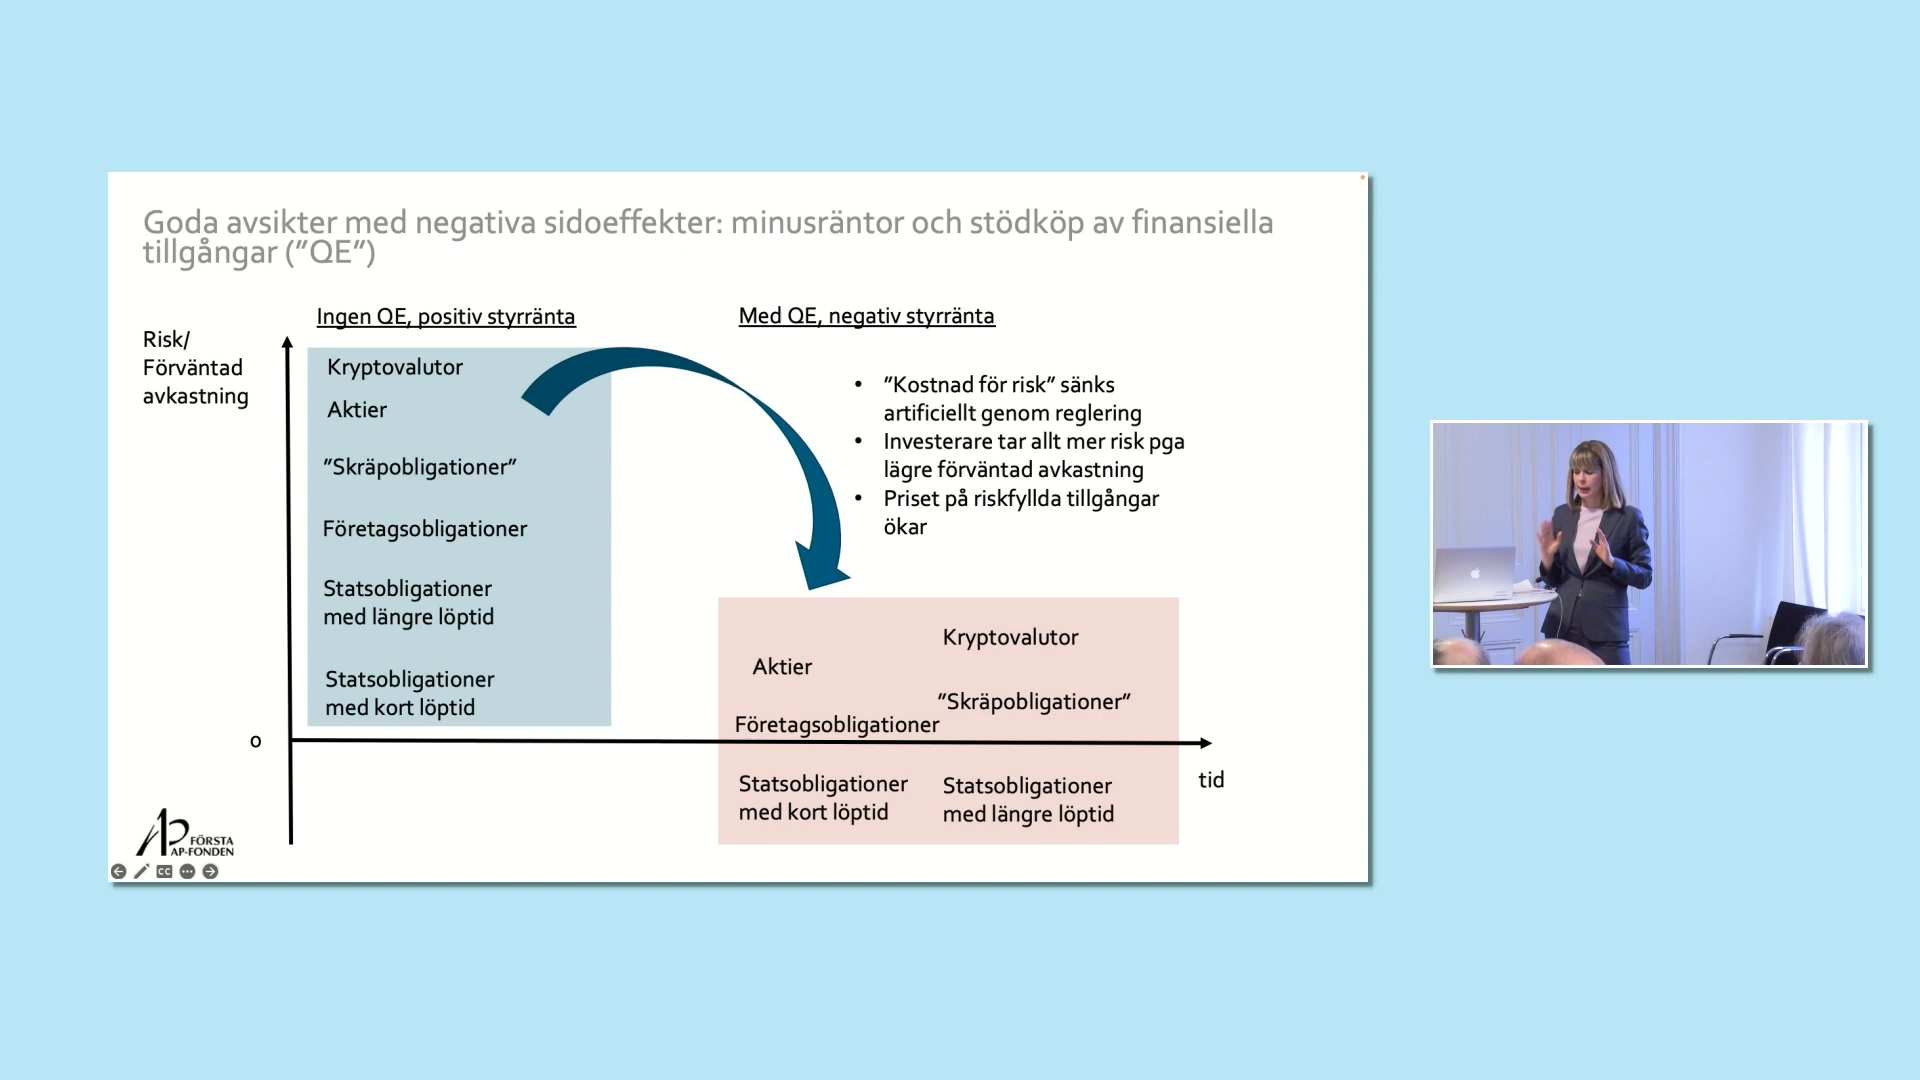 Goda avsikter med negativa sidoeffekter: minusräntor och stödköp av finansiella
tillgångar (”QE”)
Ingen QE, positiv styrränta
Med QE, negativ styrränta
Risk/
Förväntad
avkastning
Kryptovalutor
Aktier
”Skräpobligationer”
Företagsobligationer
Statsobligationer
med längre löptid
Statsobligationer
med kort löptid
• ”Kostnad för risk” sänks
artificiellt genom reglering
• Investerare tar allt mer risk pga
lägre förväntad avkastning
• Priset på riskfyllda tillgångar
ökar
Kryptovalutor
Aktier
”Skräpobligationer”
Företagsobligationer
0
Statsobligationer
med kort löptid
Statsobligationer
med längre löptid
tid
AP FÖRSTA
AP-FONDEN
CC